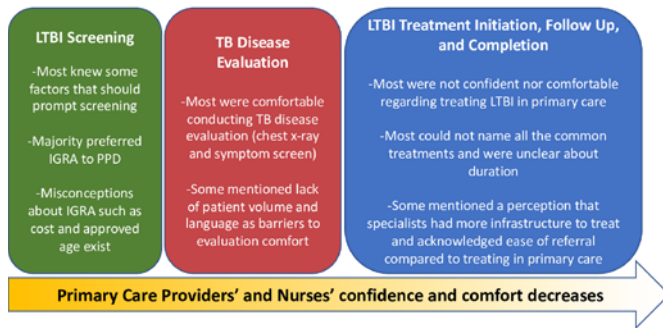 LTBI Screening
-Most knew some
factors that should
prompt screening
-Majority preferred
IGRA to PPD
-Misconceptions
about IGRA such as
cost and approved
age exist
TB Disease
Evaluation
-Most were comfortable
conducting TB disease
evaluation (chest x-ray
and symptom screen)
-Some mentioned lack
of patient volume and
language as barriers to
evaluation comfort
LTBI Treatment Initiation, Follow Up,
and Completion
-Most were not confident nor comfortable
regarding treating LTBI in primary care
-Most could not name all the common
treatments and were unclear about
duration
-Some mentioned a perception that
specialists had more infrastructure to treat
and acknowledged ease of referral
compared to treating in primary care
Primary Care Providers' and Nurses' confidence and comfort decreases